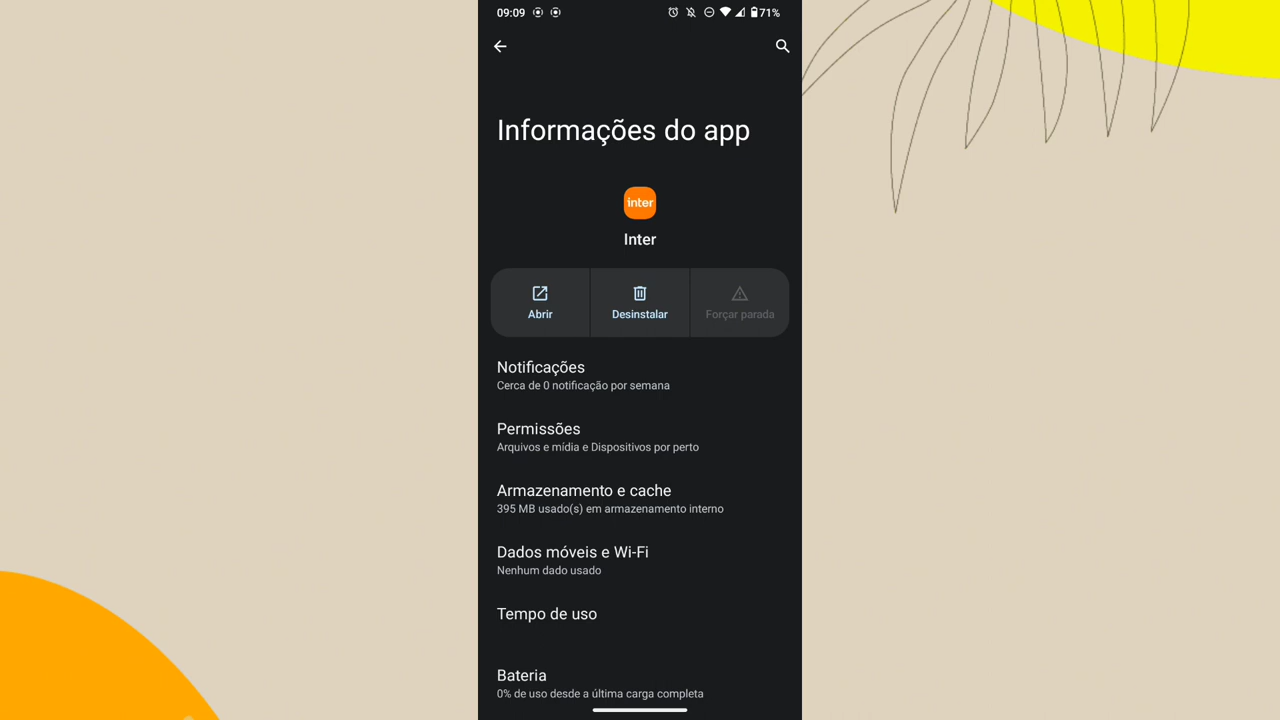 09:09
71%
Informações do app
inter
Inter
Abrir
Desinstalar
Forçar parada
Notificações
Cerca de 0 notificação por semana
Permissões
Arquivos e mídia e Dispositivos por perto
Armazenamento e cache
395 MB usado(s) em armazenamento interno
Dados móveis e Wi-Fi
Nenhum dado usado
Tempo de uso
Bateria
0% de uso desde a última carga completa